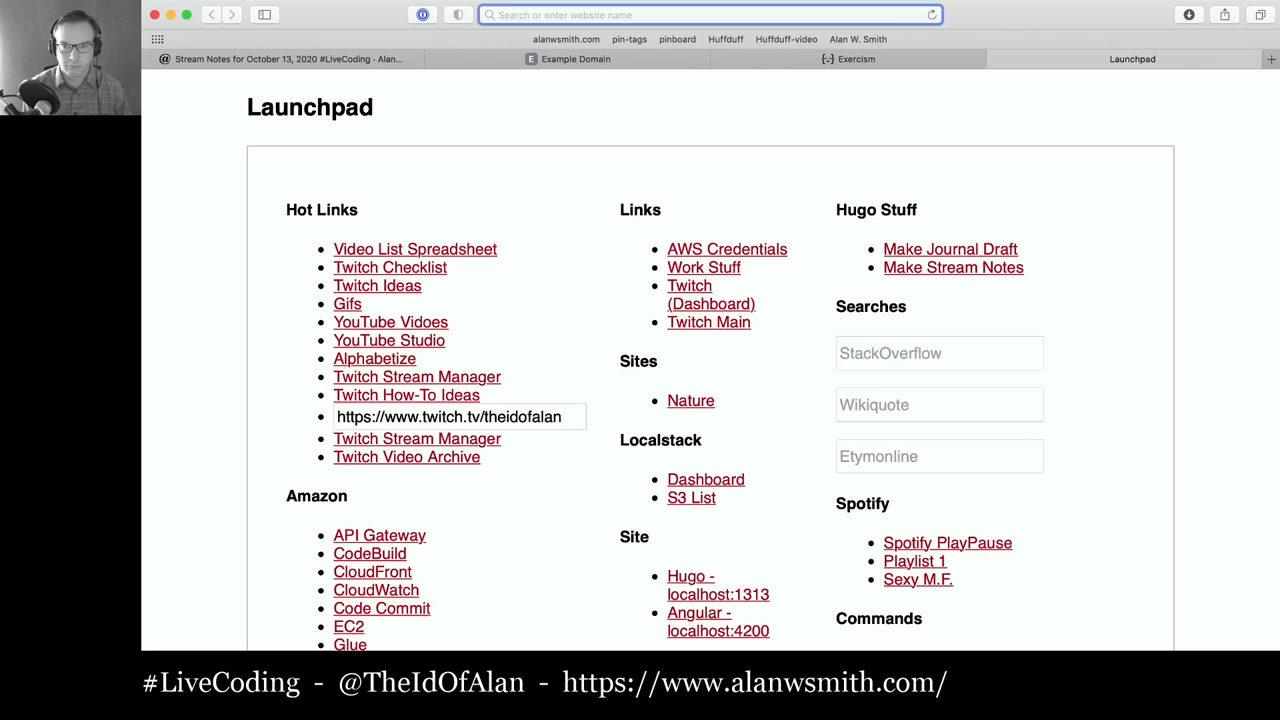 Search or enter website name
alanwsmith.com pin-tags pinboard Huffduff Huffduff-video Alan W. Smith
Stream Notes for October 13, 2020 #LiveCoding · Alan...
E Example Domain
Exercism
Launchpad
Launchpad
Hot Links
Video List Spreadsheet
Twitch Checklist
Twitch Ideas
Gifs
YouTube Vidoes
YouTube Studio
Alphabetize
Twitch Stream Manager
Twitch How-To Ideas
https://www.twitch.tv/theidofalan
Twitch Stream Manager
Twitch Video Archive
Amazon
API Gateway
CodeBuild
CloudFront
CloudWatch
Code Commit
EC2
Glue
Links
AWS Credentials
Work Stuff
Twitch
(Dashboard)
Twitch Main
Sites
Nature
Localstack
Dashboard
S3 List
Site
Hugo -
localhost:1313
Angular -
localhost:4200
Hugo Stuff
Make Journal Draft
Make Stream Notes
Searches
StackOverflow
Wikiquote
Etymonline
Spotify
Spotify PlayPause
Playlist 1
Sexy M.F.
Commands
#LiveCoding - @TheIdOfAlan - https://www.alanwsmith.com/